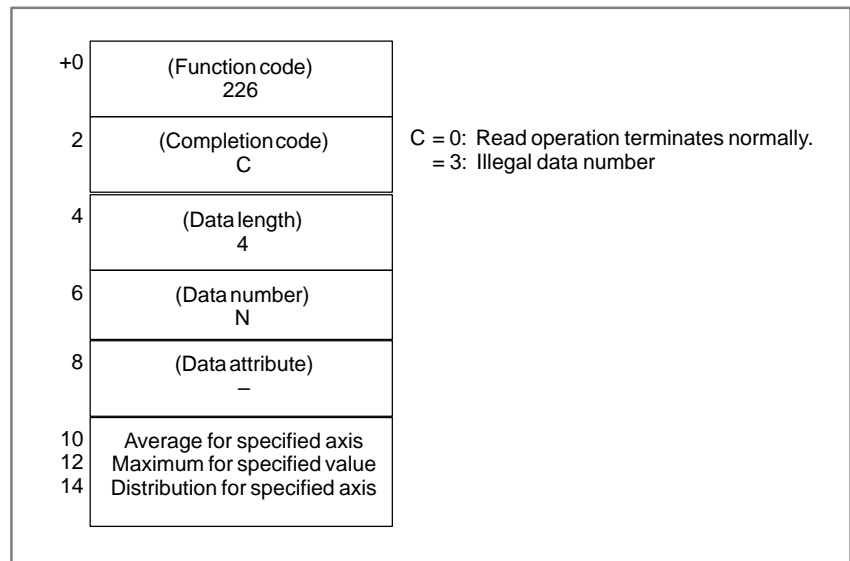 +0
(Function code)
226
2
(Completion code)
C
C = 0: Read operation terminates normally.
= 3: Illegal data number
4
(Data length)
4
6
(Data number)
N
8
(Data attribute)
–
10 Average for specified axis
12 Maximum for specified value
14 Distribution for specified axis